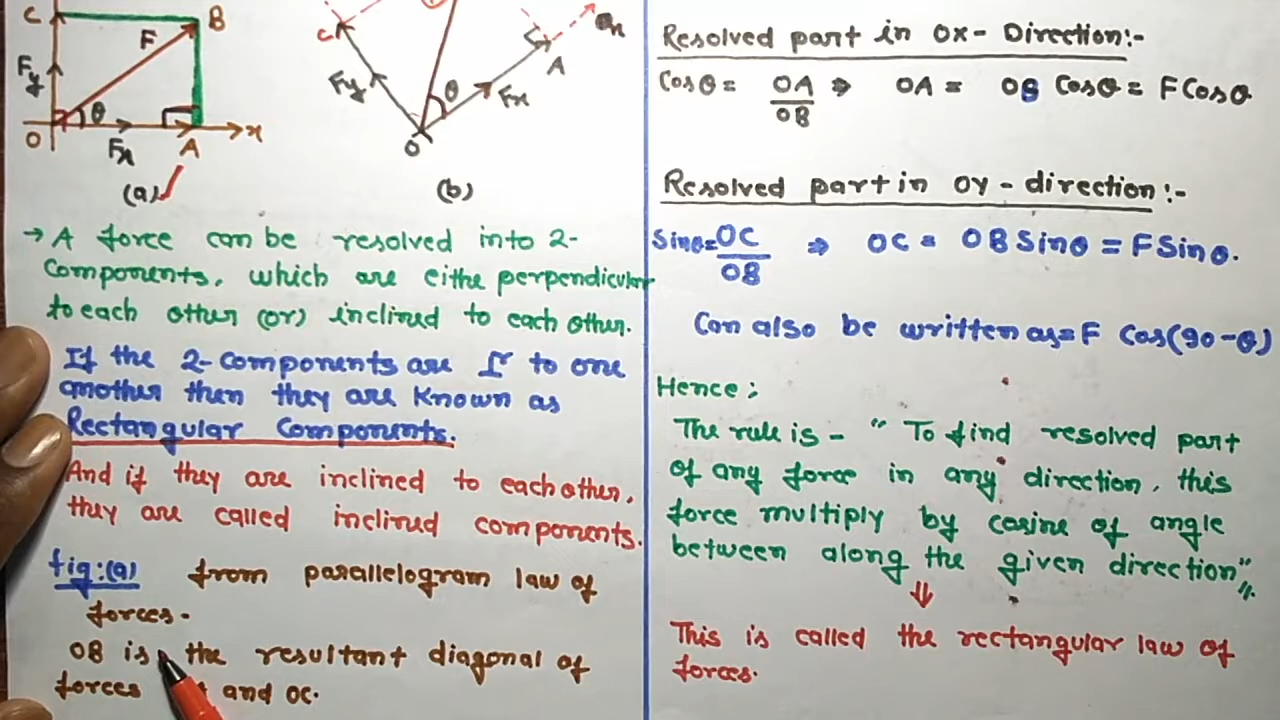 C
B
F
Fy
θ
O
Fx
A
x
(a)
C
Fy
θ
Fx
A
O
(b)
→ A force can be resolved into 2-
Components, which are eithe perpendicular
to each other (or) inclined to each other.
If the 2-components are 1r to one
another then they are known as
Rectangular Components.
And if they are inclined to each other,
they are called inclined components.
fig:(a) from parallelogram law of
forces-
OB is the resultant diagonal of
forces and OC.
Resolved part in OX- Direction:-
Cosθ = OA/OB ⇒ OA = OB Cosθ = F Cosθ
Resolved part in OY - direction :-
Sinθ = OC/OB ⇒ OC = OB Sinθ = F Sinθ.
Can also be written as = F Cos(90-θ)
Hence ;
The rule is - " To find resolved part
of any force in any direction, this
force multiply by cosine of angle
between along the given direction"
⇓
This is called the rectangular law of
forces.